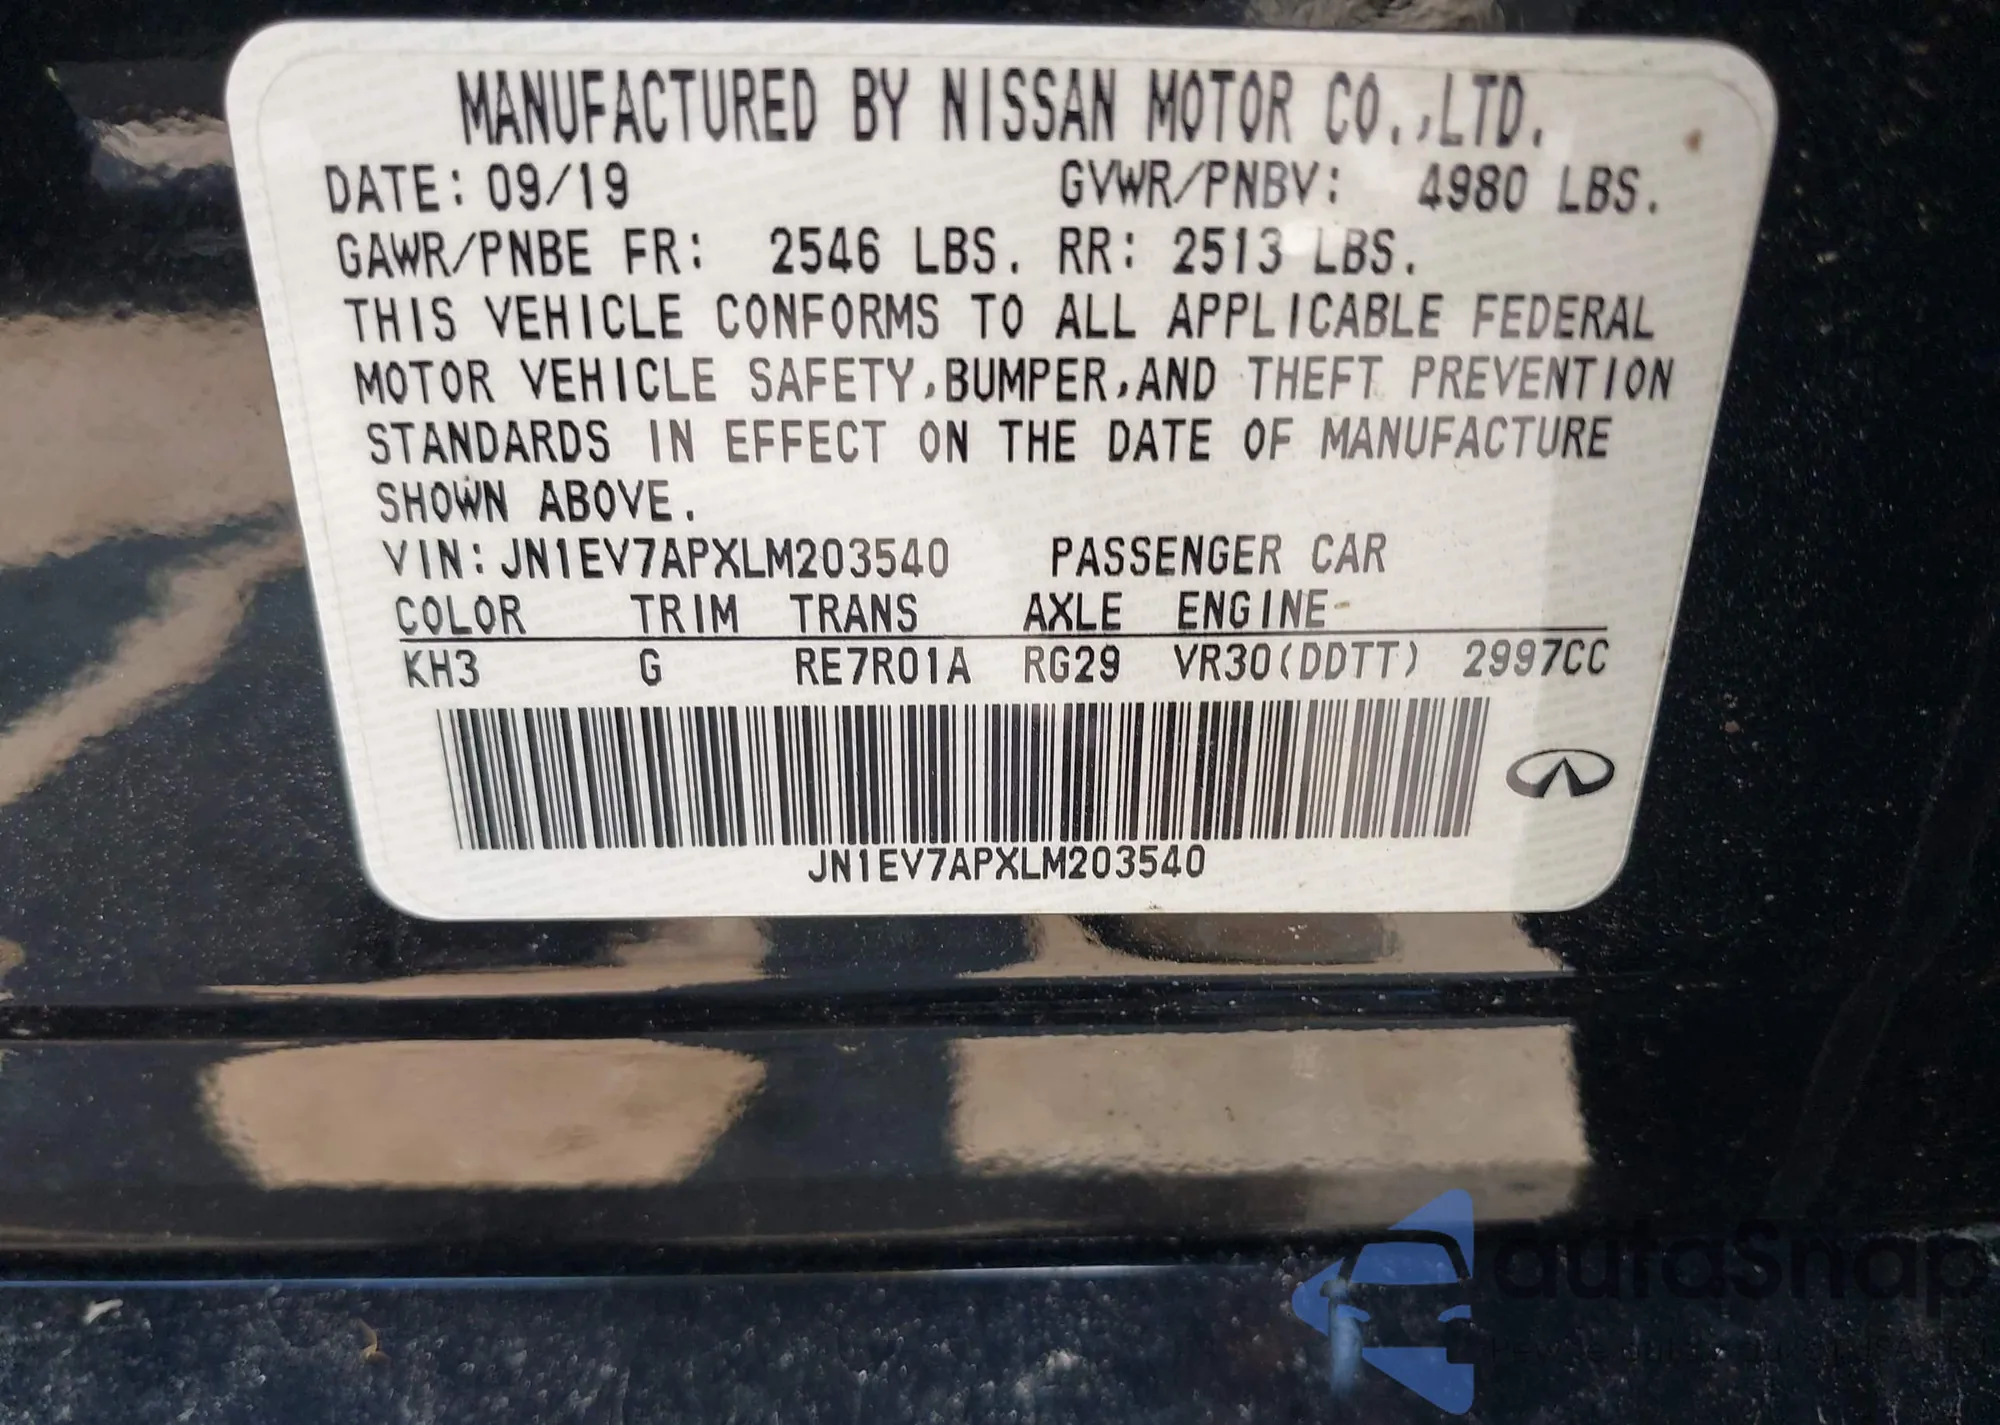 MANUFACTURED BY NISSAN MOTOR CO.,LTD.
DATE: 09/19 GVWR/PNBV: 4980 LBS.
GAWR/PNBE FR: 2546 LBS. RR: 2513 LBS.
THIS VEHICLE CONFORMS TO ALL APPLICABLE FEDERAL
MOTOR VEHICLE SAFETY,BUMPER,AND THEFT PREVENTION
STANDARDS IN EFFECT ON THE DATE OF MANUFACTURE
SHOWN ABOVE.
VIN:JN1EV7APXLM203540 PASSENGER CAR
COLOR TRIM TRANS AXLE ENGINE
KH3 G RE7R01A RG29 VR30(DDTT) 2997CC
JN1EV7APXLM203540
autaSnap